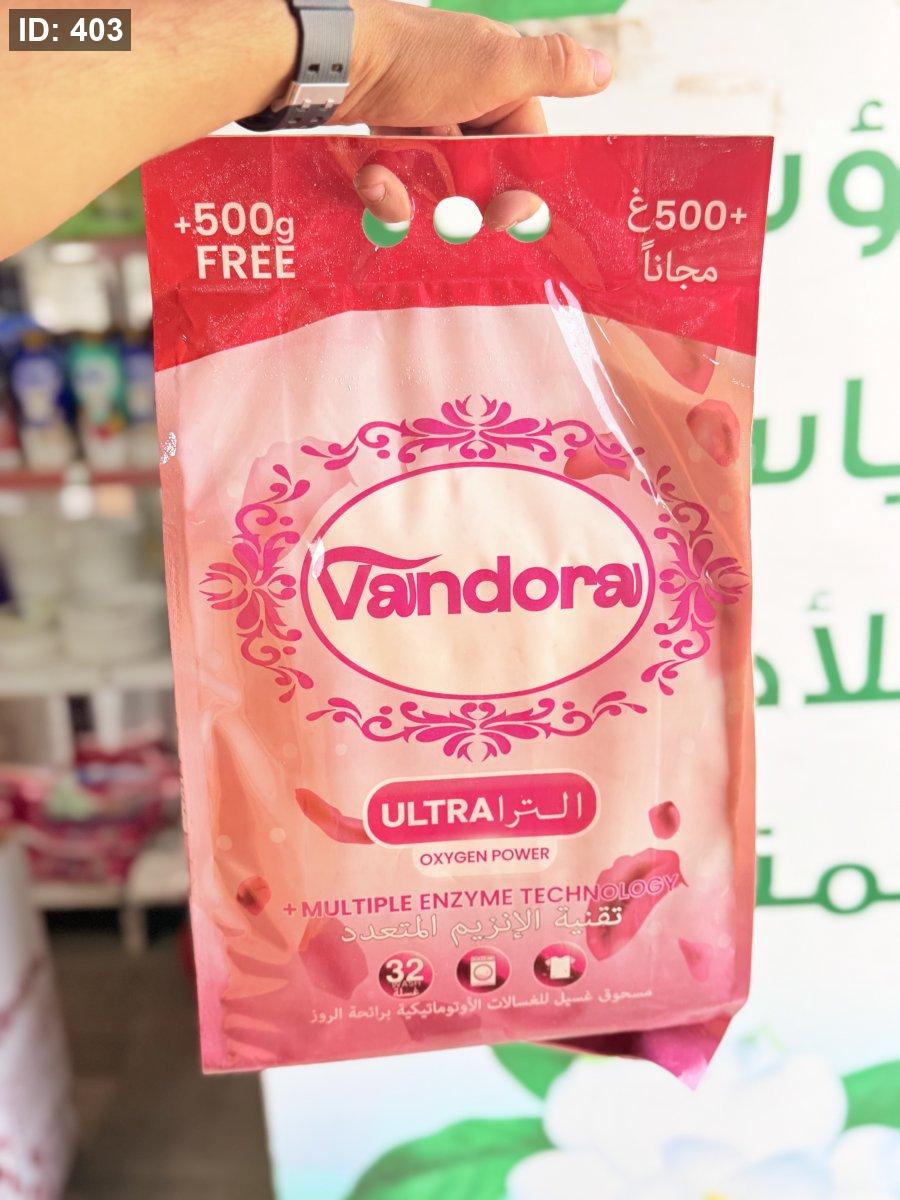 ID: 403
+500g
FREE
+500غ
مجاناً
Vandora
ULTRA الترا
OXYGEN POWER
+ MULTIPLE ENZYME TECHNOLOGY
تقنية الإنزيم المتعدد
32
WASH
مسحوق غسيل للغسالات الأوتوماتيكية برائحة الروز